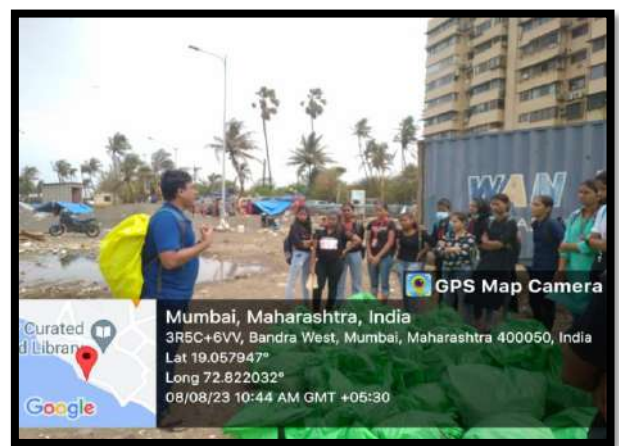 WAN
GPS Map Camera
Curated
d Library
Google
Mumbai, Maharashtra, India
3R5C+6VV, Bandra West, Mumbai, Maharashtra 400050, India
Lat 19.057947°
Long 72.822032°
08/08/23 10:44 AM GMT +05:30